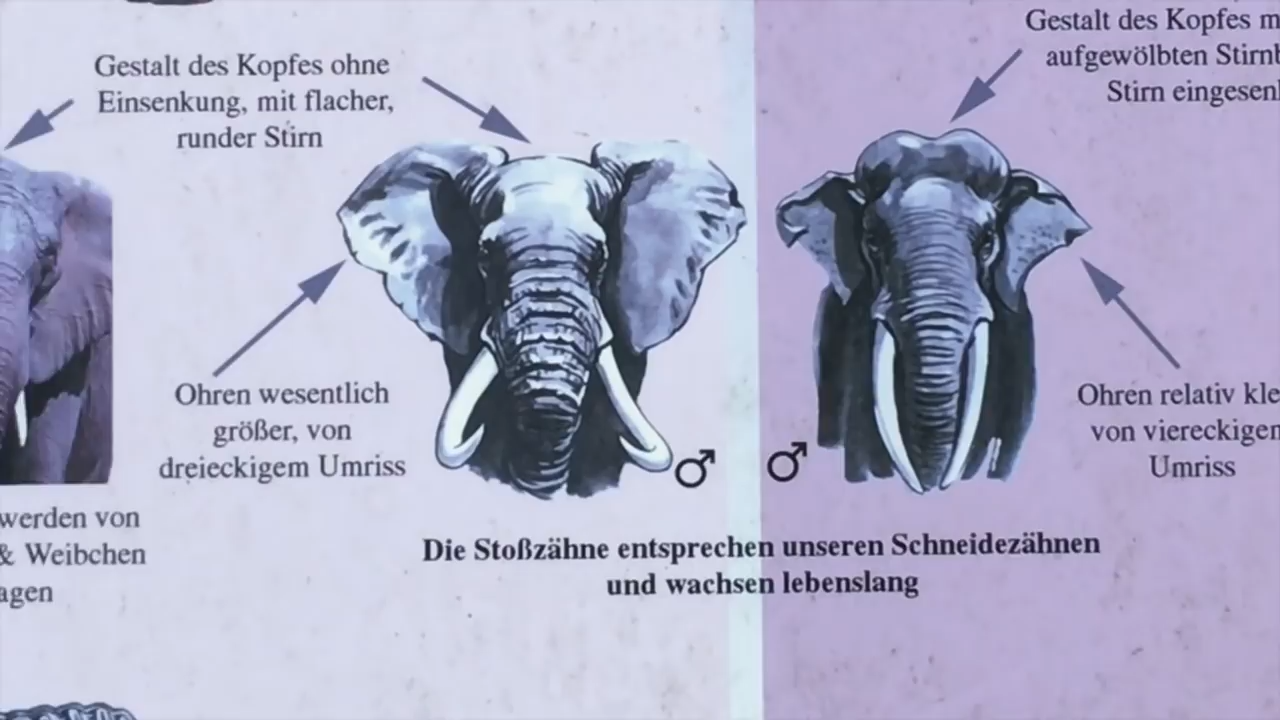 Gestalt des Kopfes ohne
Einsenkung, mit flacher,
runder Stirn
Gestalt des Kopfes
aufgewölbten
Stirn
Ohren wesentlich
größer, von
dreieckigem Umriss
Ohren relativ
von
Umriss
♂
♂
werden von
& Weibchen
Die Stoßzähne entsprechen unseren Schneidezähnen
und wachsen lebenslang